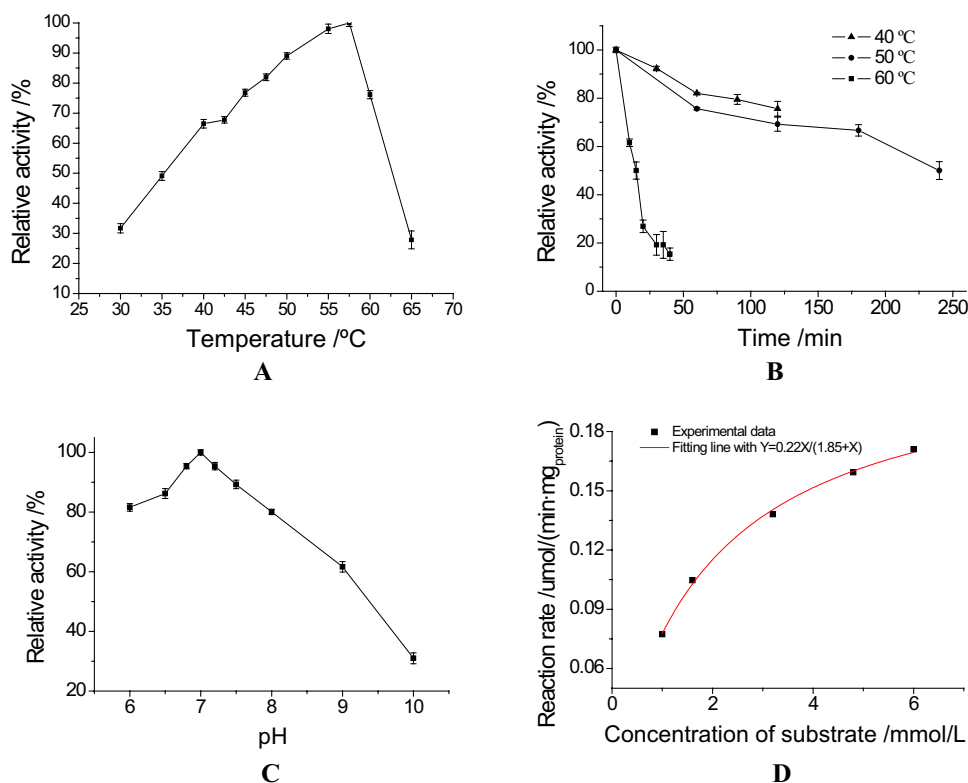 100
90
80
70
60
50
40
30
20
10
25 30 35 40 45 50 55 60 65 70
Relative activity /%
Temperature /ºC
A
100
80
60
40
20
0
0 50 100 150 200 250
40 ºC
50 ºC
60 ºC
Relative activity /%
Time /min
B
100
80
60
40
20
6 7 8 9 10
Relative activity /%
pH
C
0.18
0.15
0.12
0.09
0.06
0 2 4 6
Experimental data
Fitting line with Y=0.22X/(1.85+X)
Reaction rate /umol/(min·mgprotein)
Concentration of substrate /mmol/L
D